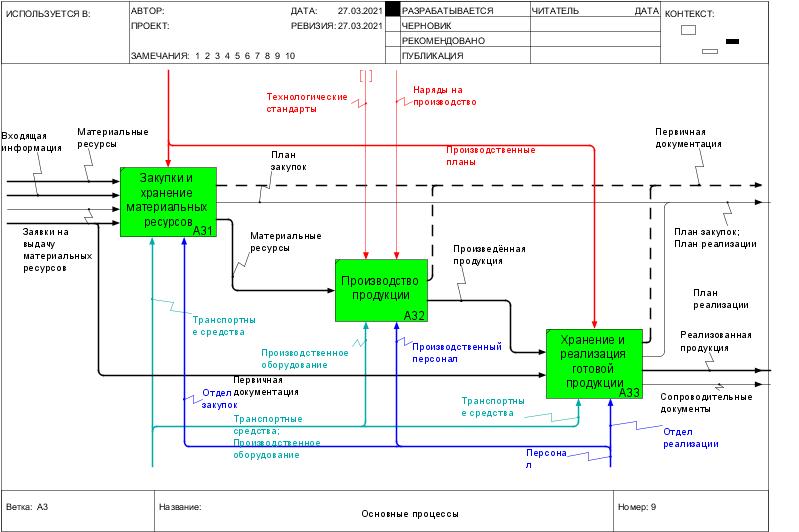 ИСПОЛЬЗУЕТСЯ В:
АВТОР:
ДАТА: 27.03.2021
РАЗРАБАТЫВАЕТСЯ
ЧИТАТЕЛЬ
ДАТА
КОНТЕКСТ:
ПРОЕКТ:
РЕВИЗИЯ: 27.03.2021
ЧЕРНОВИК
РЕКОМЕНДОВАНО
ЗАМЕЧАНИЯ: 1 2 3 4 5 6 7 8 9 10
ПУБЛИКАЦИЯ
Технологические
стандарты
Наряды на
производство
Входящая
информация
Материальные
ресурсы
План
закупок
Производственные
планы
Первичная
документация
Закупки и
хранение
материальных
ресурсов
A31
Заявки на
выдачу
материальных
ресурсов
Материальные
ресурсы
Произведённая
продукция
План закупок;
План реализации
Производство
продукции
A32
План
реализации
Транспортны
е средства
Производственное
оборудование
Производственный
персонал
Хранение и
реализация
готовой
продукции
A33
Реализованная
продукция
Первичная
документация
Отдел
закупок
Транспортны
е средства
Сопроводительные
документы
Транспортные
средства;
Производственное
оборудование
Персона
л
Отдел
реализации
Ветка: A3
Название:
Основные процессы
Номер: 9